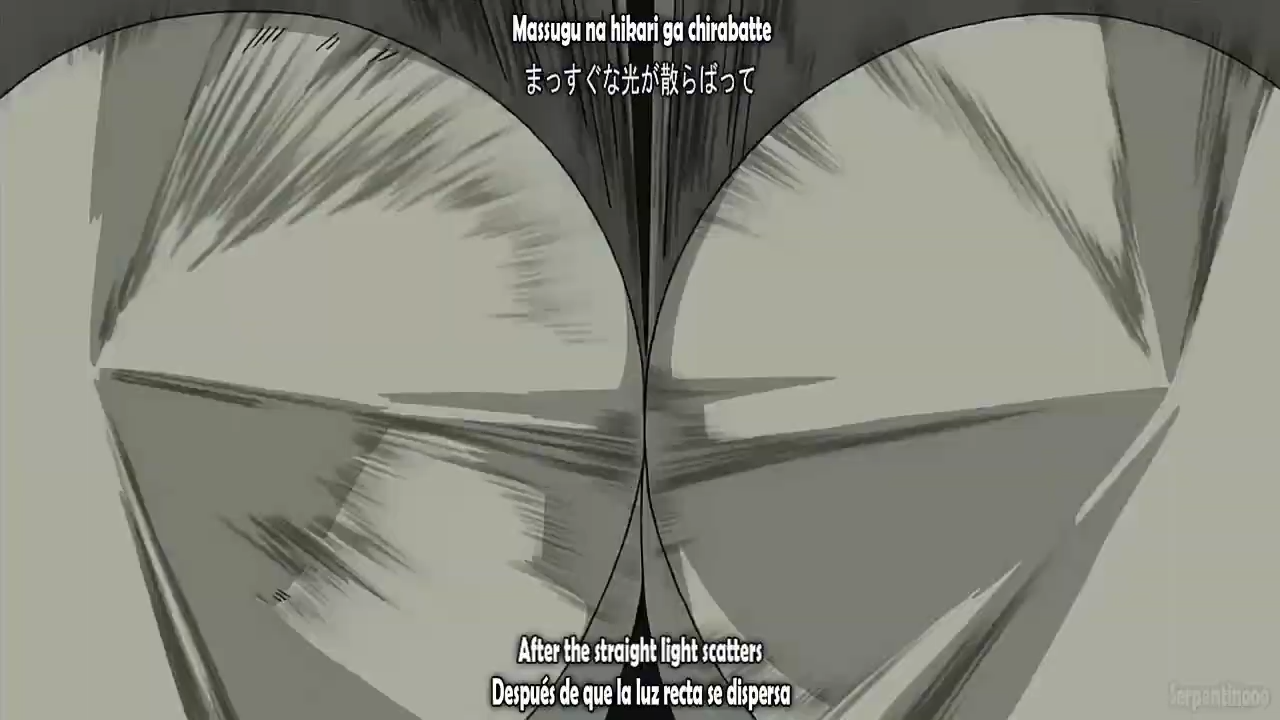 Massugu na hikari ga chirabatte
まっすぐな光が散らばって
After the straight light scatters
Después de que la luz recta se dispersa
Serpentinooo